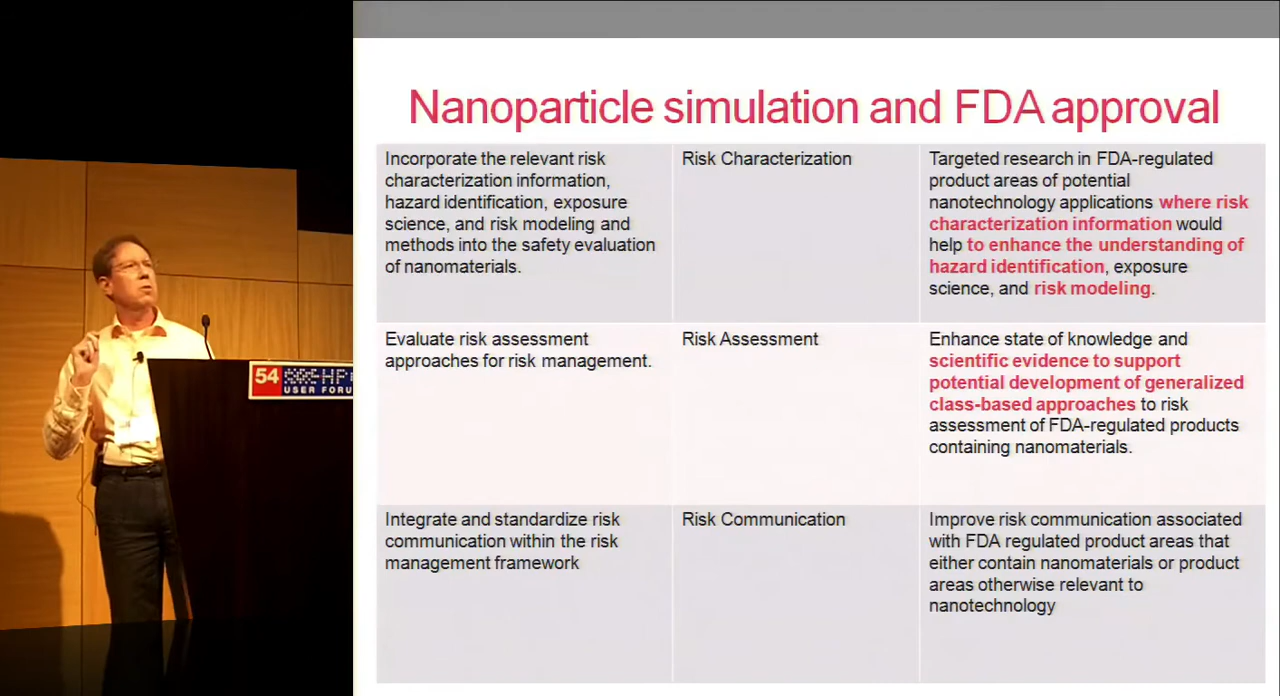 Nanoparticle simulation and FDA approval
Incorporate the relevant risk
characterization information,
hazard identification, exposure
science, and risk modeling and
methods into the safety evaluation
of nanomaterials.
Risk Characterization
Targeted research in FDA-regulated
product areas of potential
nanotechnology applications where risk
characterization information would
help to enhance the understanding of
hazard identification, exposure
science, and risk modeling.
Evaluate risk assessment
approaches for risk management.
Risk Assessment
Enhance state of knowledge and
scientific evidence to support
potential development of generalized
class-based approaches to risk
assessment of FDA-regulated products
containing nanomaterials.
Integrate and standardize risk
communication within the risk
management framework
Risk Communication
Improve risk communication associated
with FDA regulated product areas that
either contain nanomaterials or product
areas otherwise relevant to
nanotechnology
54
USER